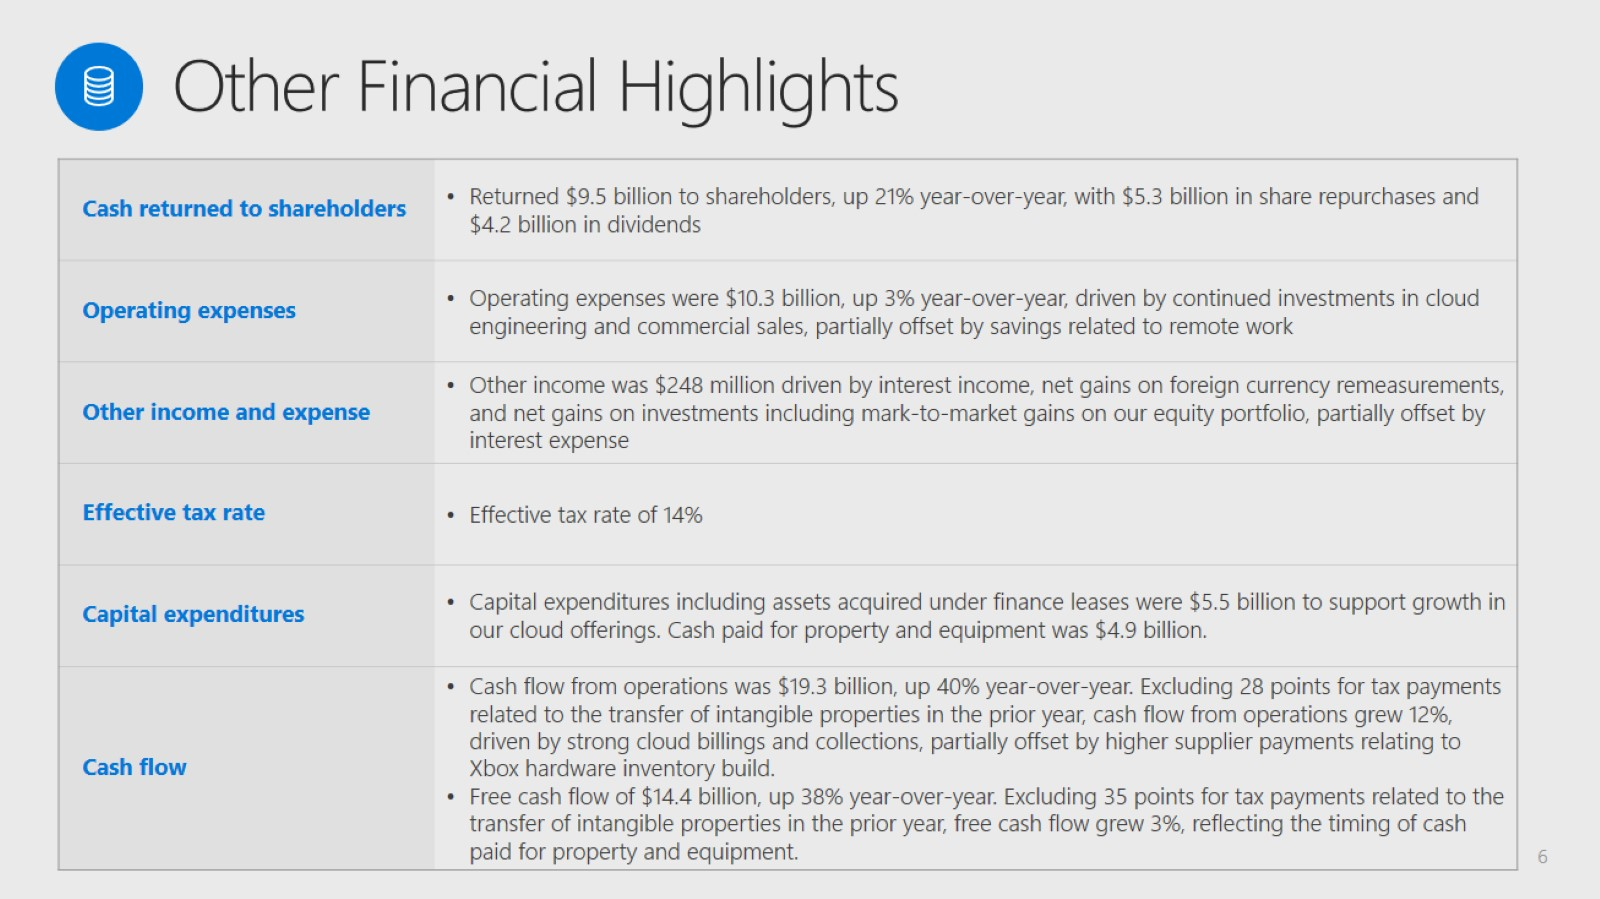 Other Financial Highlights
Cash returned to shareholders
• Returned $9.5 billion to shareholders, up 21% year-over-year, with $5.3 billion in share repurchases and
$4.2 billion in dividends
Operating expenses
• Operating expenses were $10.3 billion, up 3% year-over-year, driven by continued investments in cloud
engineering and commercial sales, partially offset by savings related to remote work
Other income and expense
• Other income was $248 million driven by interest income, net gains on foreign currency remeasurements,
and net gains on investments including mark-to-market gains on our equity portfolio, partially offset by
interest expense
Effective tax rate
• Effective tax rate of 14%
Capital expenditures
• Capital expenditures including assets acquired under finance leases were $5.5 billion to support growth in
our cloud offerings. Cash paid for property and equipment was $4.9 billion.
Cash flow
• Cash flow from operations was $19.3 billion, up 40% year-over-year. Excluding 28 points for tax payments
related to the transfer of intangible properties in the prior year, cash flow from operations grew 12%,
driven by strong cloud billings and collections, partially offset by higher supplier payments relating to
Xbox hardware inventory build.
• Free cash flow of $14.4 billion, up 38% year-over-year. Excluding 35 points for tax payments related to the
transfer of intangible properties in the prior year, free cash flow grew 3%, reflecting the timing of cash
paid for property and equipment.
6